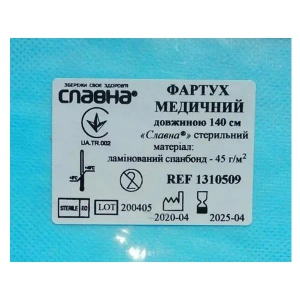 ЗБЕРЕЖИ СВОЄ ЗДОРОВ'Я
СЛАВНА®
UA.TR.002
ФАРТУХ
МЕДИЧНИЙ
довжиною 140 см
«Славна®» стерильний
матеріал:
ламінований спанбонд - 45 г/м²
REF 1310509
STERILE EO
LOT 200405
2020-04
2025-04